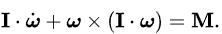 𝐈 · 𝛚̇ + 𝛚 × (𝐈 · 𝛚) = 𝐌.